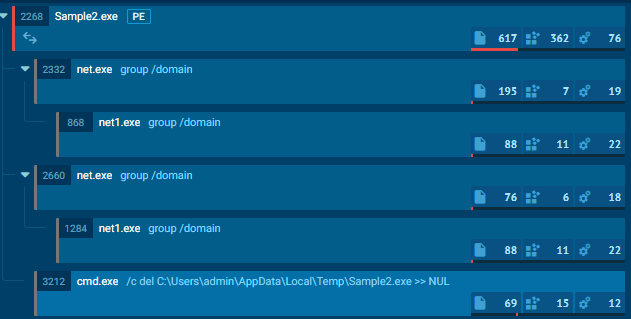 2268 Sample2.exe PE
617 362 76
2332 net.exe group /domain
195 7 19
868 net1.exe group /domain
88 11 22
2660 net.exe group /domain
76 6 18
1284 net1.exe group /domain
88 11 22
3212 cmd.exe /c del C:\Users\admin\AppData\Local\Temp\Sample2.exe >> NUL
69 15 12